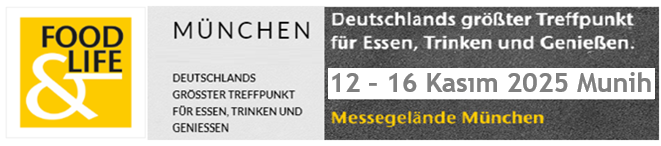 FOOD
& LIFE
MÜNCHEN
DEUTSCHLANDS
GRÖSSTER TREFFPUNKT
FÜR ESSEN, TRINKEN UND
GENIESSEN
Deutschlands größter Treffpunkt
für Essen, Trinken und Genießen.
12 - 16 Kasım 2025 Munih
Messegelände München